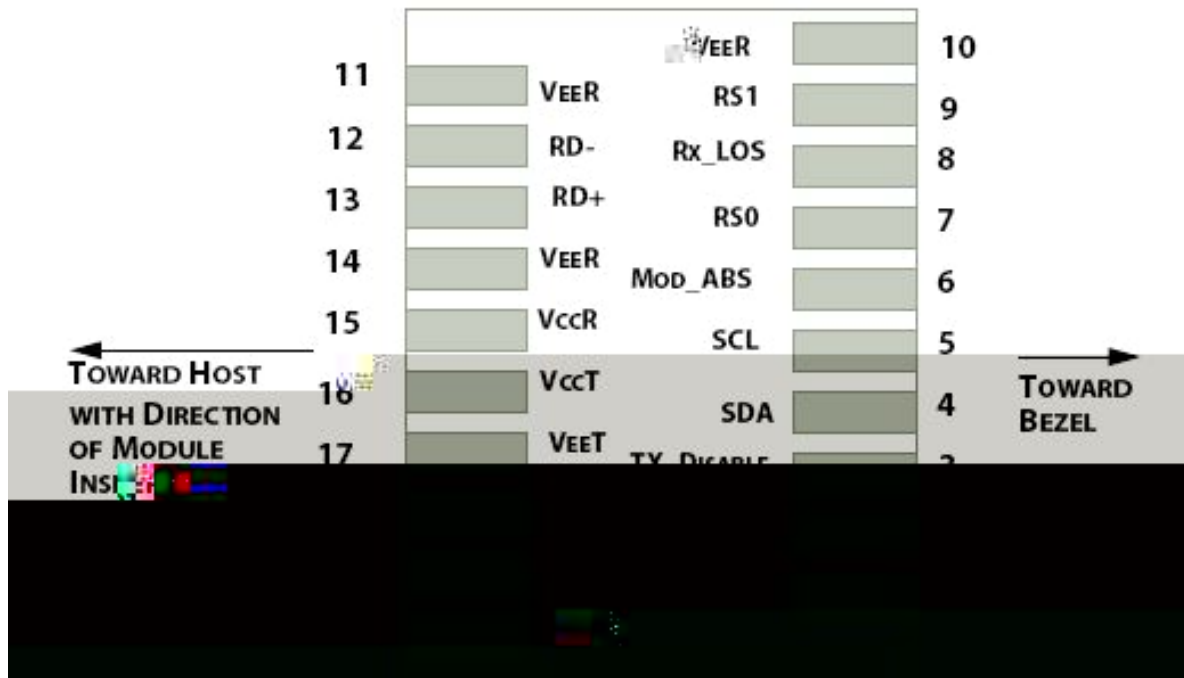 VEER 10
11 VEER RS1 9
12 RD- Rx_LOS 8
13 RD+ RS0 7
14 VEER MOD_ABS 6
15 VCCR SCL 5
TOWARD HOST
WITH DIRECTION
OF MODULE
16 VCCT SDA 4
17 VEET TX_DISABLE
TOWARD
BEZEL